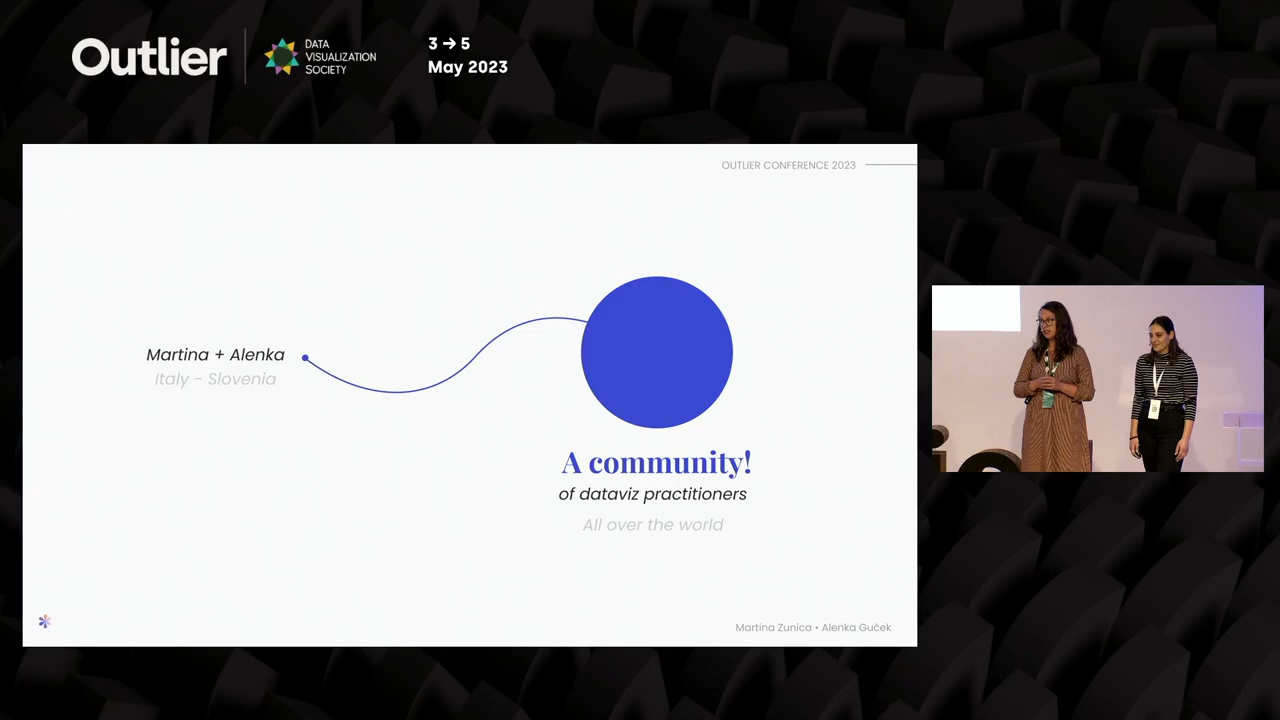 Outlier
DATA
VISUALIZATION
SOCIETY
3 → 5
May 2023
OUTLIER CONFERENCE 2023
Martina + Alenka
Italy - Slovenia
A community!
of dataviz practitioners
All over the world
Martina Zunica • Alenka Guček